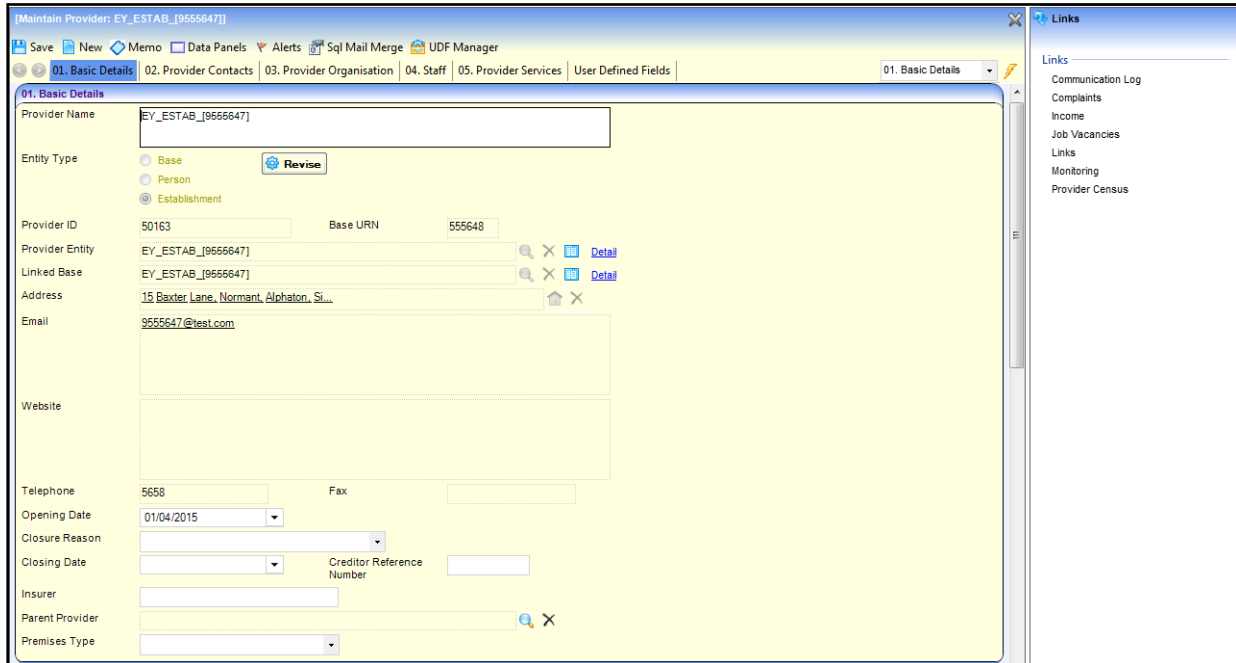 [Maintain Provider: EY_ESTAB_[9555647]]
Links
Save New Memo Data Panels Alerts Sql Mail Merge UDF Manager
01. Basic Details 02. Provider Contacts 03. Provider Organisation 04. Staff 05. Provider Services User Defined Fields 01. Basic Details
01. Basic Details
Provider Name EY_ESTAB_[9555647]
Entity Type Base Revise
Person
Establishment
Provider ID 50163 Base URN 555648
Provider Entity EY_ESTAB_[9555647] Detail
Linked Base EY_ESTAB_[9555647] Detail
Address 15 Baxter Lane, Normant, Alphaton, Si...
Email 9555647@test.com
Website
Telephone 5658 Fax
Opening Date 01/04/2015
Closure Reason
Closing Date Creditor Reference
Number
Insurer
Parent Provider
Premises Type
Links
Communication Log
Complaints
Income
Job Vacancies
Links
Monitoring
Provider Census